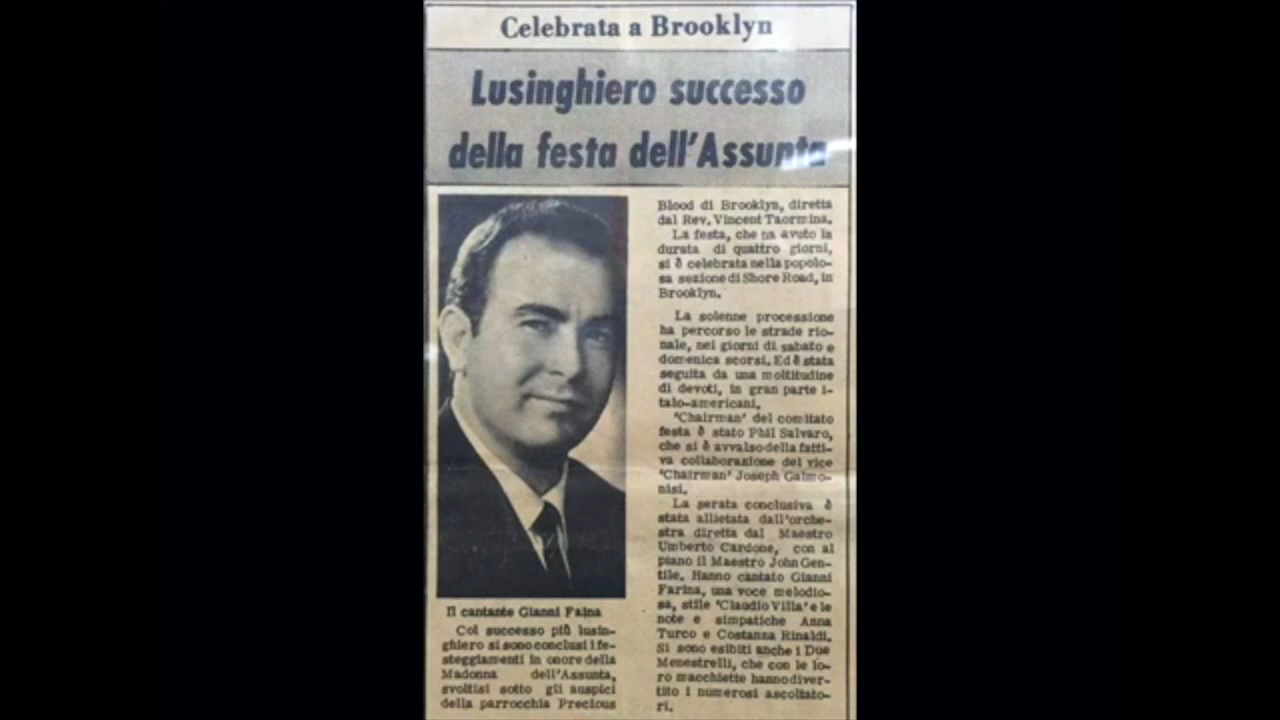 Celebrata a Brooklyn
Lusinghiero successo
della festa dell'Assunta
Il cantante Gianni Faina
Col successo più lusin-
ghiero si sono conclusi i fe-
steggiamenti in onore della
Madonna dell'Assunta,
svoltisi sotto gli auspici
della parrocchia Precious
Blood di Brooklyn, diretta
dal Rev. Vincent Taormina.
La festa, che ha avuto la
durata di quattro giorni,
si è celebrata nella popolo-
sa sezione di Shore Road, in
Brooklyn.
La solenne processione
ha percorso le strade rio-
nale, nei giorni di sabato e
domenica scorsi. Ed è stata
seguita da una moltitudine
di devoti, in gran parte i-
talo-americani.
'Chairman' del comitato
festa è stato Phil Salvaro,
che si è avvalso della fatti-
va collaborazione del vice
'Chairman' Joseph Galmo-
nisi.
La serata conclusiva è
stata allietata dall'orche-
stra diretta dal Maestro
Umberto Cardone, con al
piano il Maestro John Gen-
tile. Hanno cantato Gianni
Farina, una voce melodio-
sa, stile 'Claudio Villa' e le
note e simpatiche Anna
Turco e Costanza Rinaldi.
Si sono esibiti anche i Due
Menestrelli, che con le lo-
ro macchiette hanno diver-
tito i numerosi ascoltato-
ri.